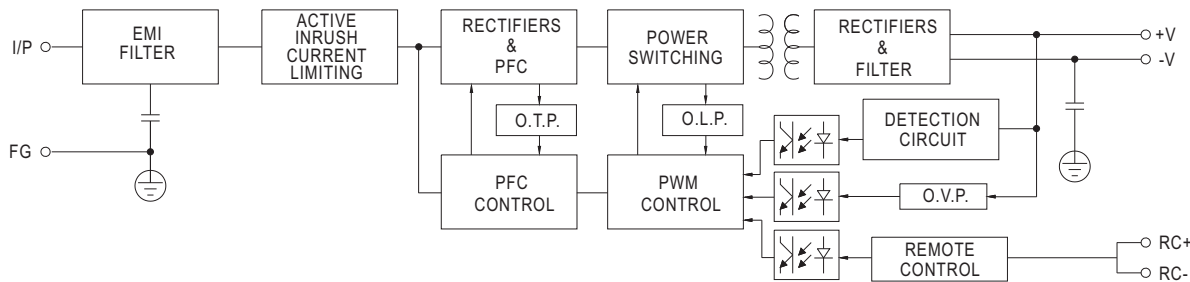 I/P
EMI
FILTER
ACTIVE
INRUSH
CURRENT
LIMITING
RECTIFIERS
&
PFC
POWER
SWITCHING
RECTIFIERS
&
FILTER
+V
-V
O.T.P.
O.L.P.
DETECTION
CIRCUIT
FG
PFC
CONTROL
PWM
CONTROL
O.V.P.
REMOTE
CONTROL
RC+
RC-